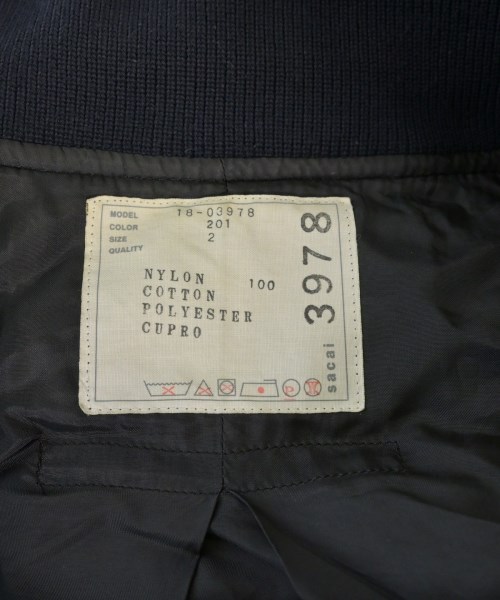 MODEL 18-03978
COLOR 201
SIZE 2
QUALITY
NYLON 100
COTTON
POLYESTER
CUPRO
P
sacai 3978